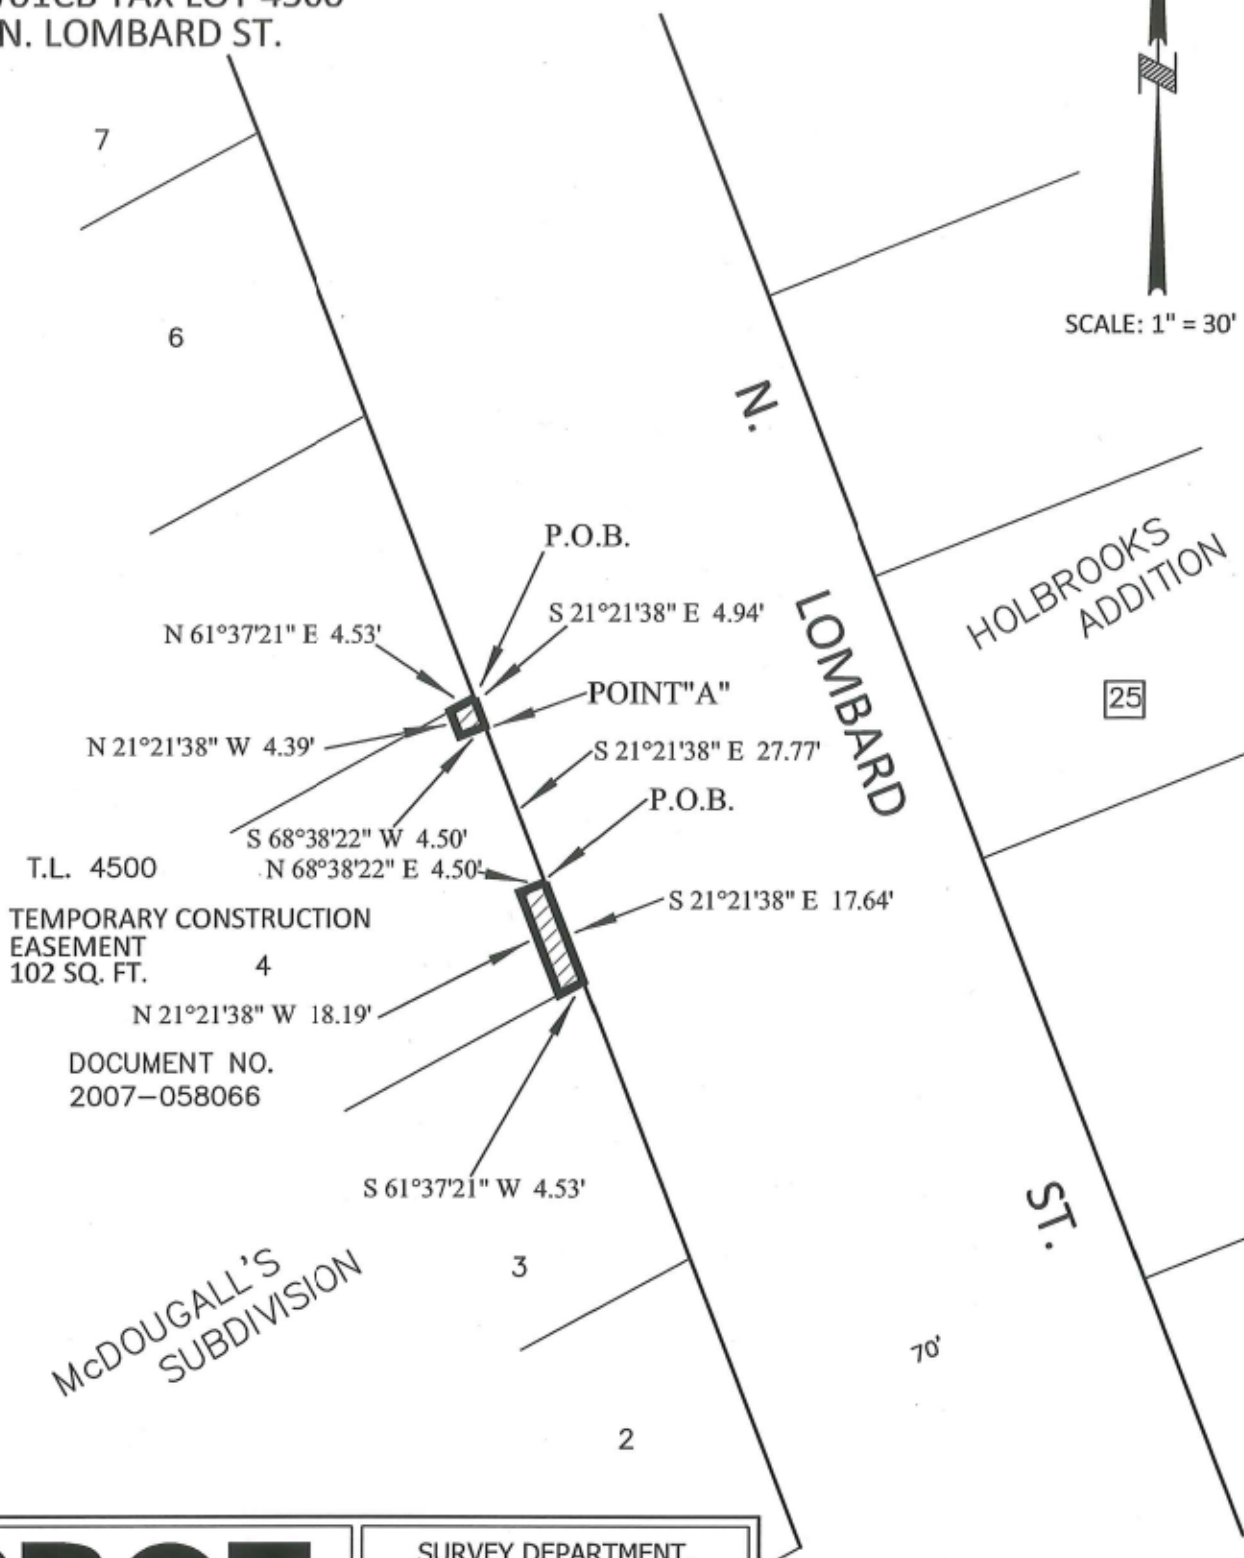 TAX LOT 4500
N. LOMBARD ST.
7
SCALE: 1" = 30'
6
N.
P.O.B.
HOLBROOKS
ADDITION
S 21°21'38" E 4.94'
N 61°37'21" E 4.53'
LOMBARD
POINT"A"
25
N 21°21'38" W 4.39'
S 21°21'38" E 27.77'
P.O.B.
S 68°38'22" W 4.50'
T.L. 4500
N 68°38'22" E 4.50'
S 21°21'38" E 17.64'
TEMPORARY CONSTRUCTION
EASEMENT
102 SQ. FT.
4
N 21°21'38" W 18.19'
DOCUMENT NO.
2007-058066
S 61°37'21" W 4.53'
ST.
3
McDOUGALL'S
SUBDIVISION
70'
2
SURVEY DEPARTMENT